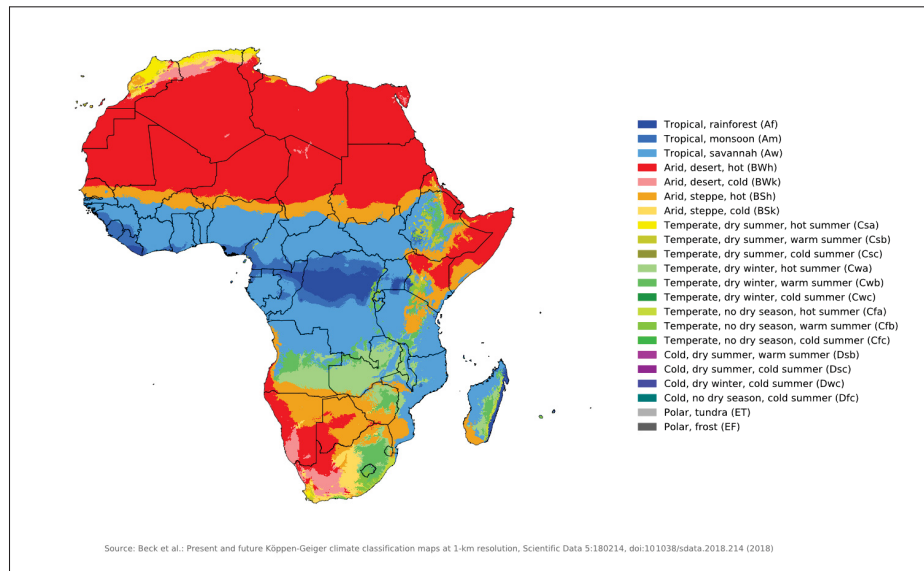 Tropical, rainforest (Af)
Tropical, monsoon (Am)
Tropical, savannah (Aw)
Arid, desert, hot (BWh)
Arid, desert, cold (BWk)
Arid, steppe, hot (BSh)
Arid, steppe, cold (BSk)
Temperate, dry summer, hot summer (Csa)
Temperate, dry summer, warm summer (Csb)
Temperate, dry summer, cold summer (Csc)
Temperate, dry winter, hot summer (Cwa)
Temperate, dry winter, warm summer (Cwb)
Temperate, dry winter, cold summer (Cwc)
Temperate, no dry season, hot summer (Cfa)
Temperate, no dry season, warm summer (Cfb)
Temperate, no dry season, cold summer (Cfc)
Cold, dry summer, warm summer (Dsb)
Cold, dry summer, cold summer (Dsc)
Cold, dry winter, cold summer (Dwc)
Cold, no dry season, cold summer (Dfc)
Polar, tundra (ET)
Polar, frost (EF)
Source: Beck et al.: Present and future Köppen-Geiger climate classification maps at 1-km resolution, Scientific Data 5:180214, doi:101038/sdata.2018.214 (2018)